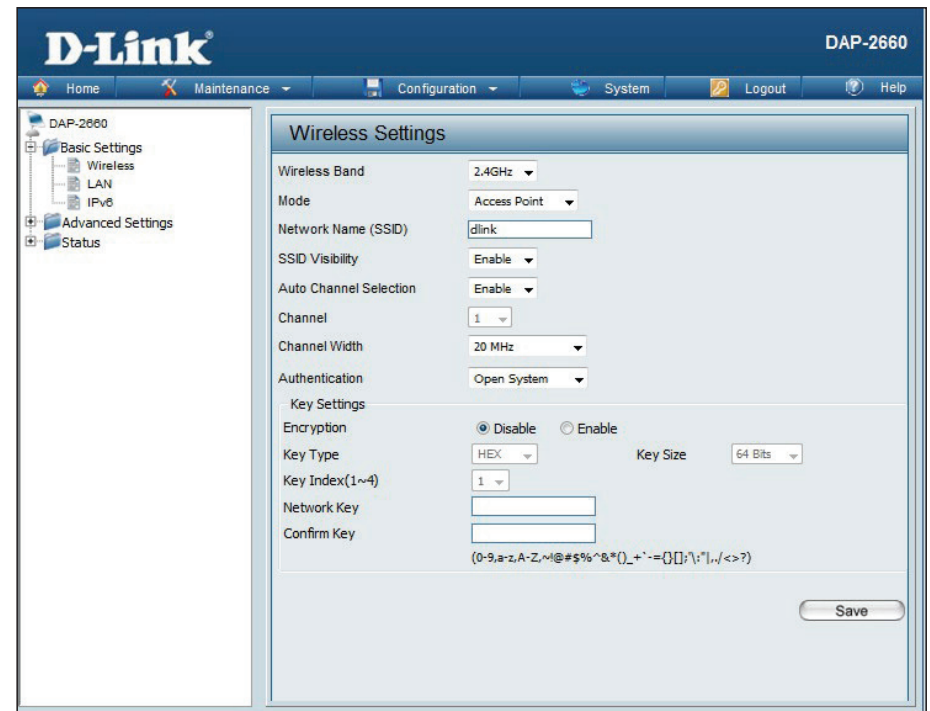 D-Link®
DAP-2660
Home Maintenance Configuration System Logout Help
DAP-2660
Basic Settings
Wireless
LAN
IPv6
Advanced Settings
Status
Wireless Settings
Wireless Band 2.4GHz
Mode Access Point
Network Name (SSID) dlink
SSID Visibility Enable
Auto Channel Selection Enable
Channel 1
Channel Width 20 MHz
Authentication Open System
Key Settings
Encryption Disable Enable
Key Type HEX Key Size 64 Bits
Key Index(1~4) 1
Network Key
Confirm Key
(0-9,a-z,A-Z,~!@#$%^&*()_+`-={}[];'\:"|,./<>?)
Save